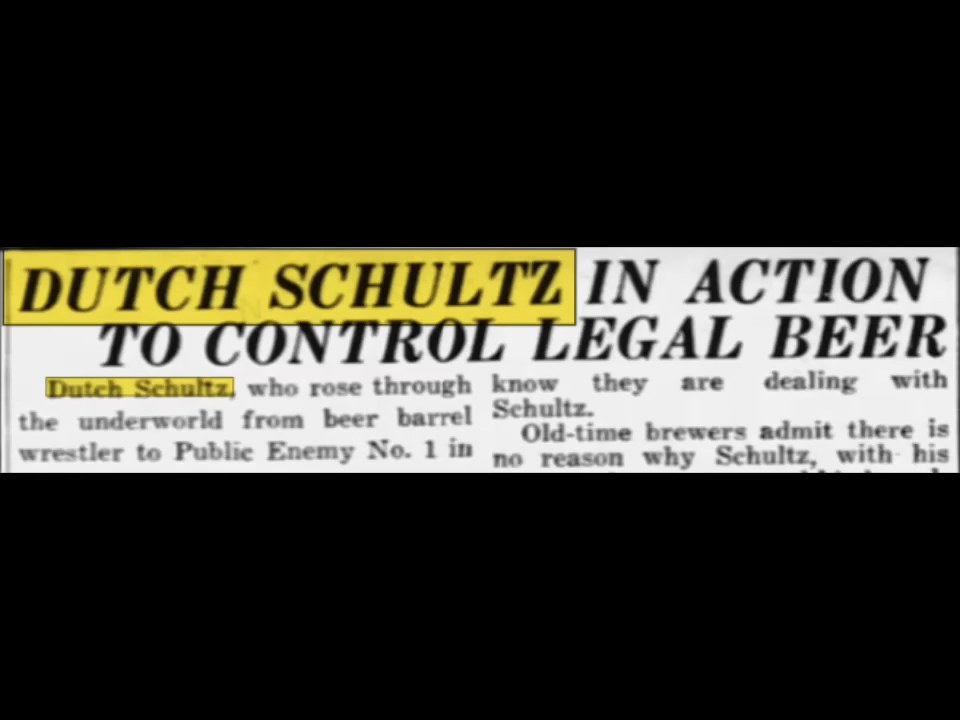 DUTCH SCHULTZ IN ACTION
TO CONTROL LEGAL BEER
Dutch Schultz, who rose through
the underworld from beer barrel
wrestler to Public Enemy No. 1 in
know they are dealing with
Schultz.
Old-time brewers admit there is
no reason why Schultz, with his